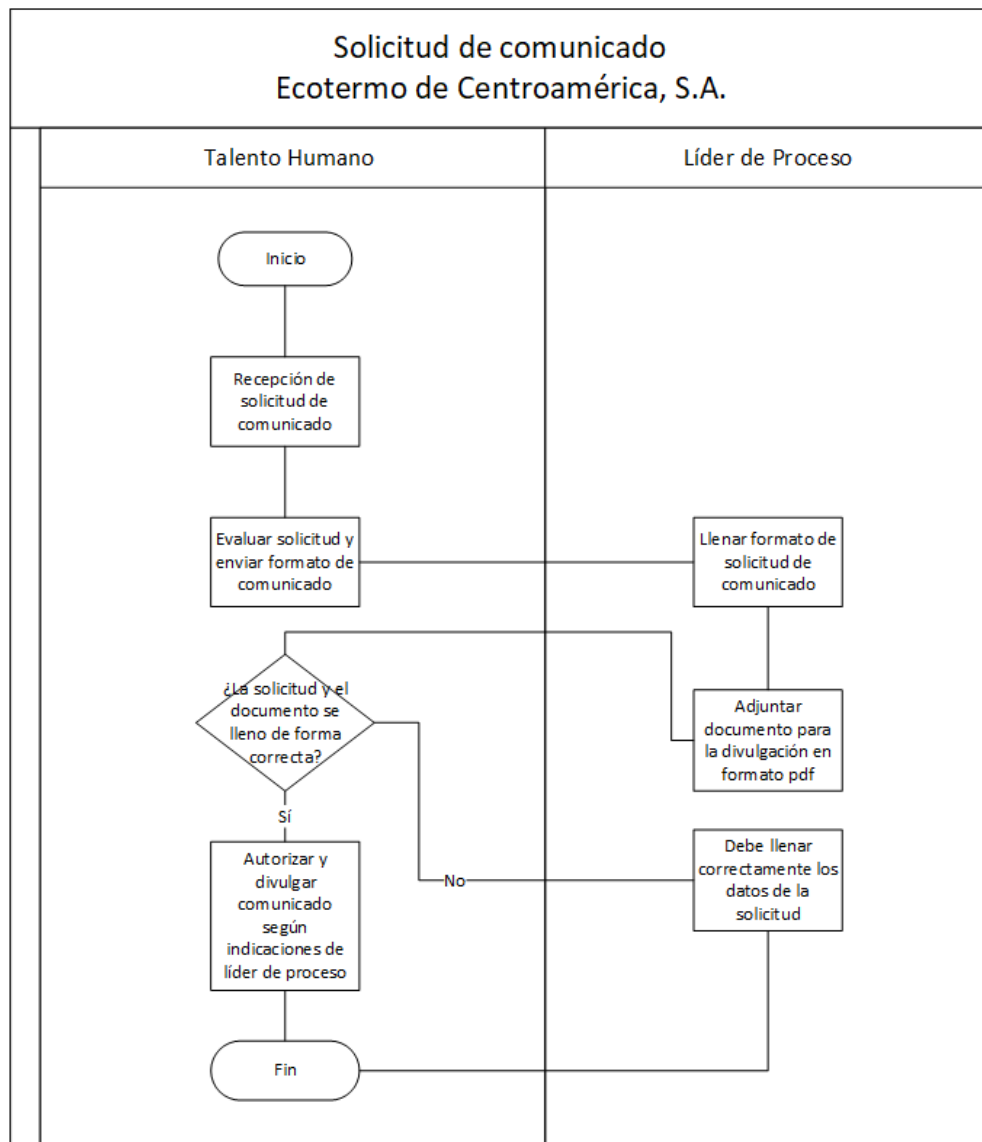 Solicitud de comunicado
Ecotermo de Centroamérica, S.A.
Talento Humano
Líder de Proceso
Inicio
Recepción de
solicitud de
comunicado
Evaluar solicitud y
enviar formato de
comunicado
Llenar formato de
solicitud de
comunicado
Adjuntar
documento para
la divulgación en
formato pdf
¿La solicitud y el
documento se
lleno de forma
correcta?
Sí
No
Debe llenar
correctamente los
datos de la
solicitud
Autorizar y
divulgar
comunicado
según
indicaciones de
líder de proceso
Fin